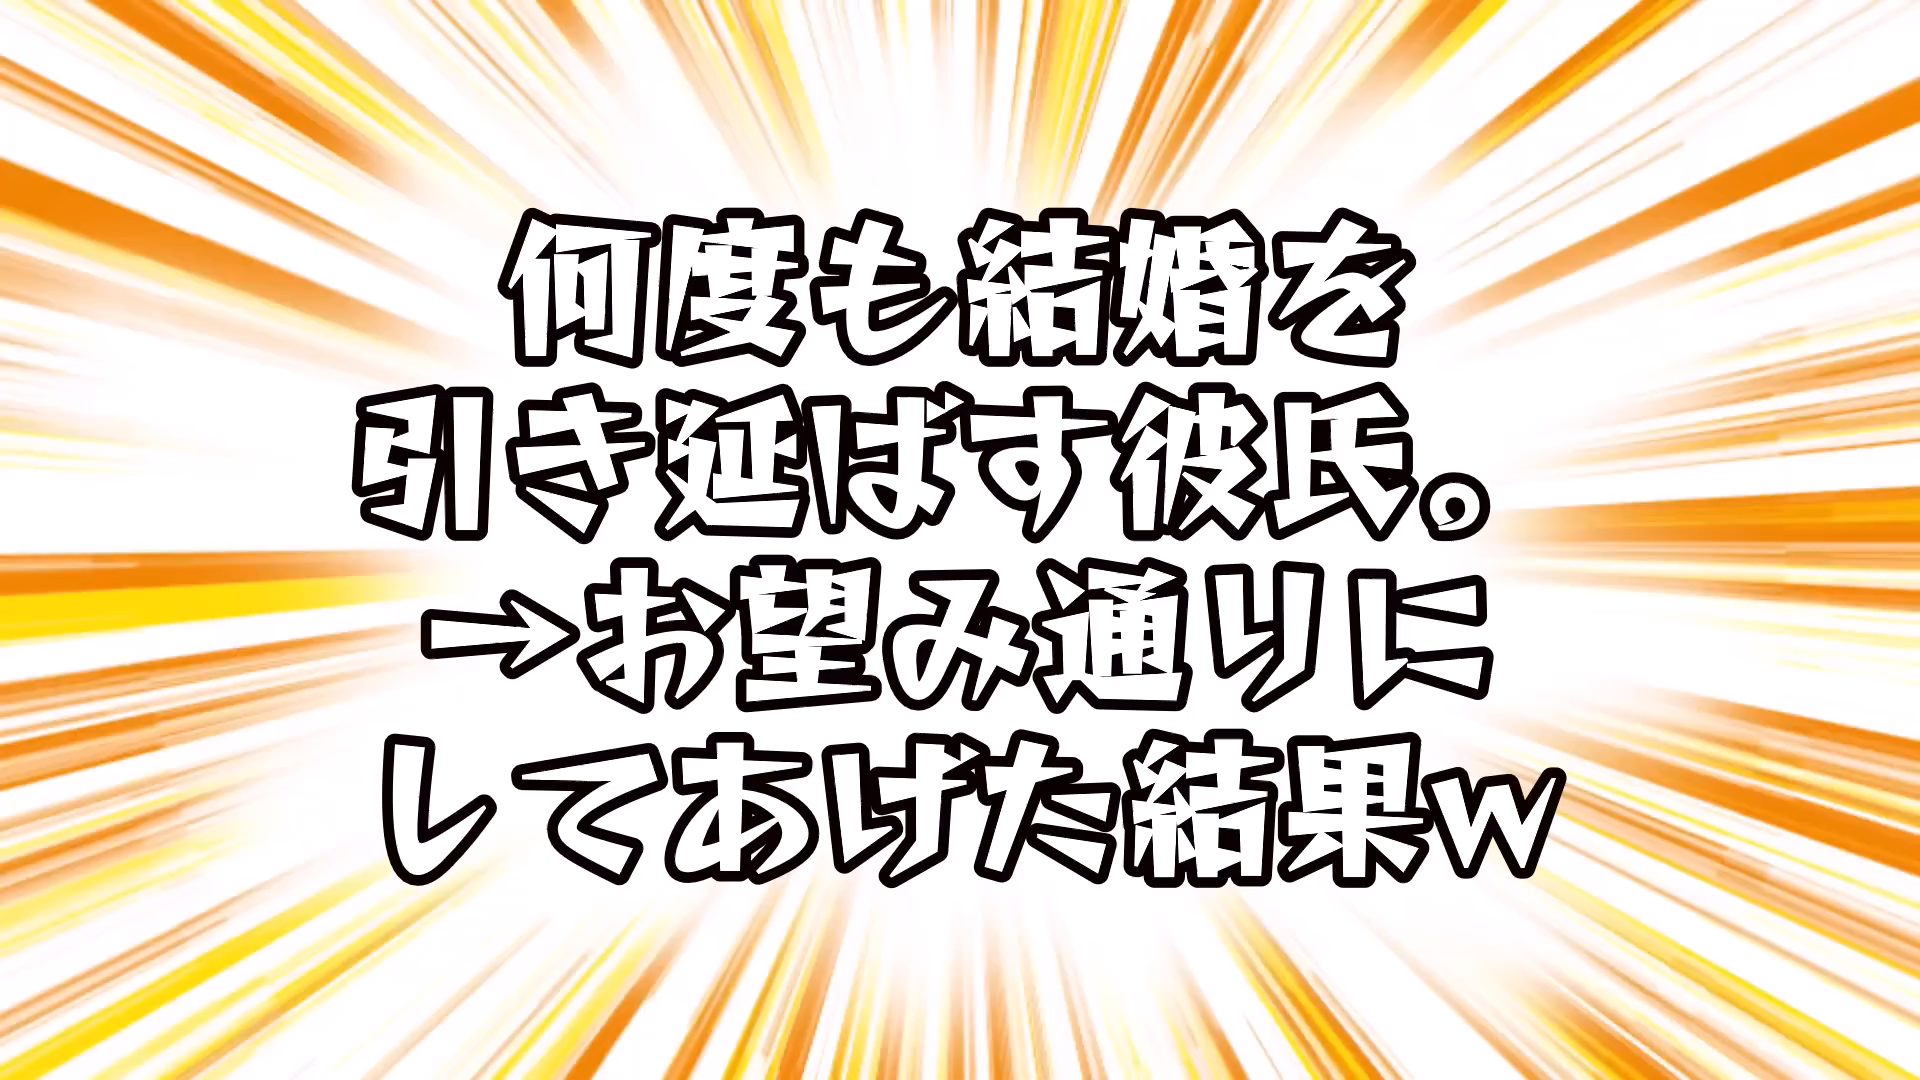 何度も結婚を
引き延ばす彼氏。
→お望み通りに
してあげた結果w